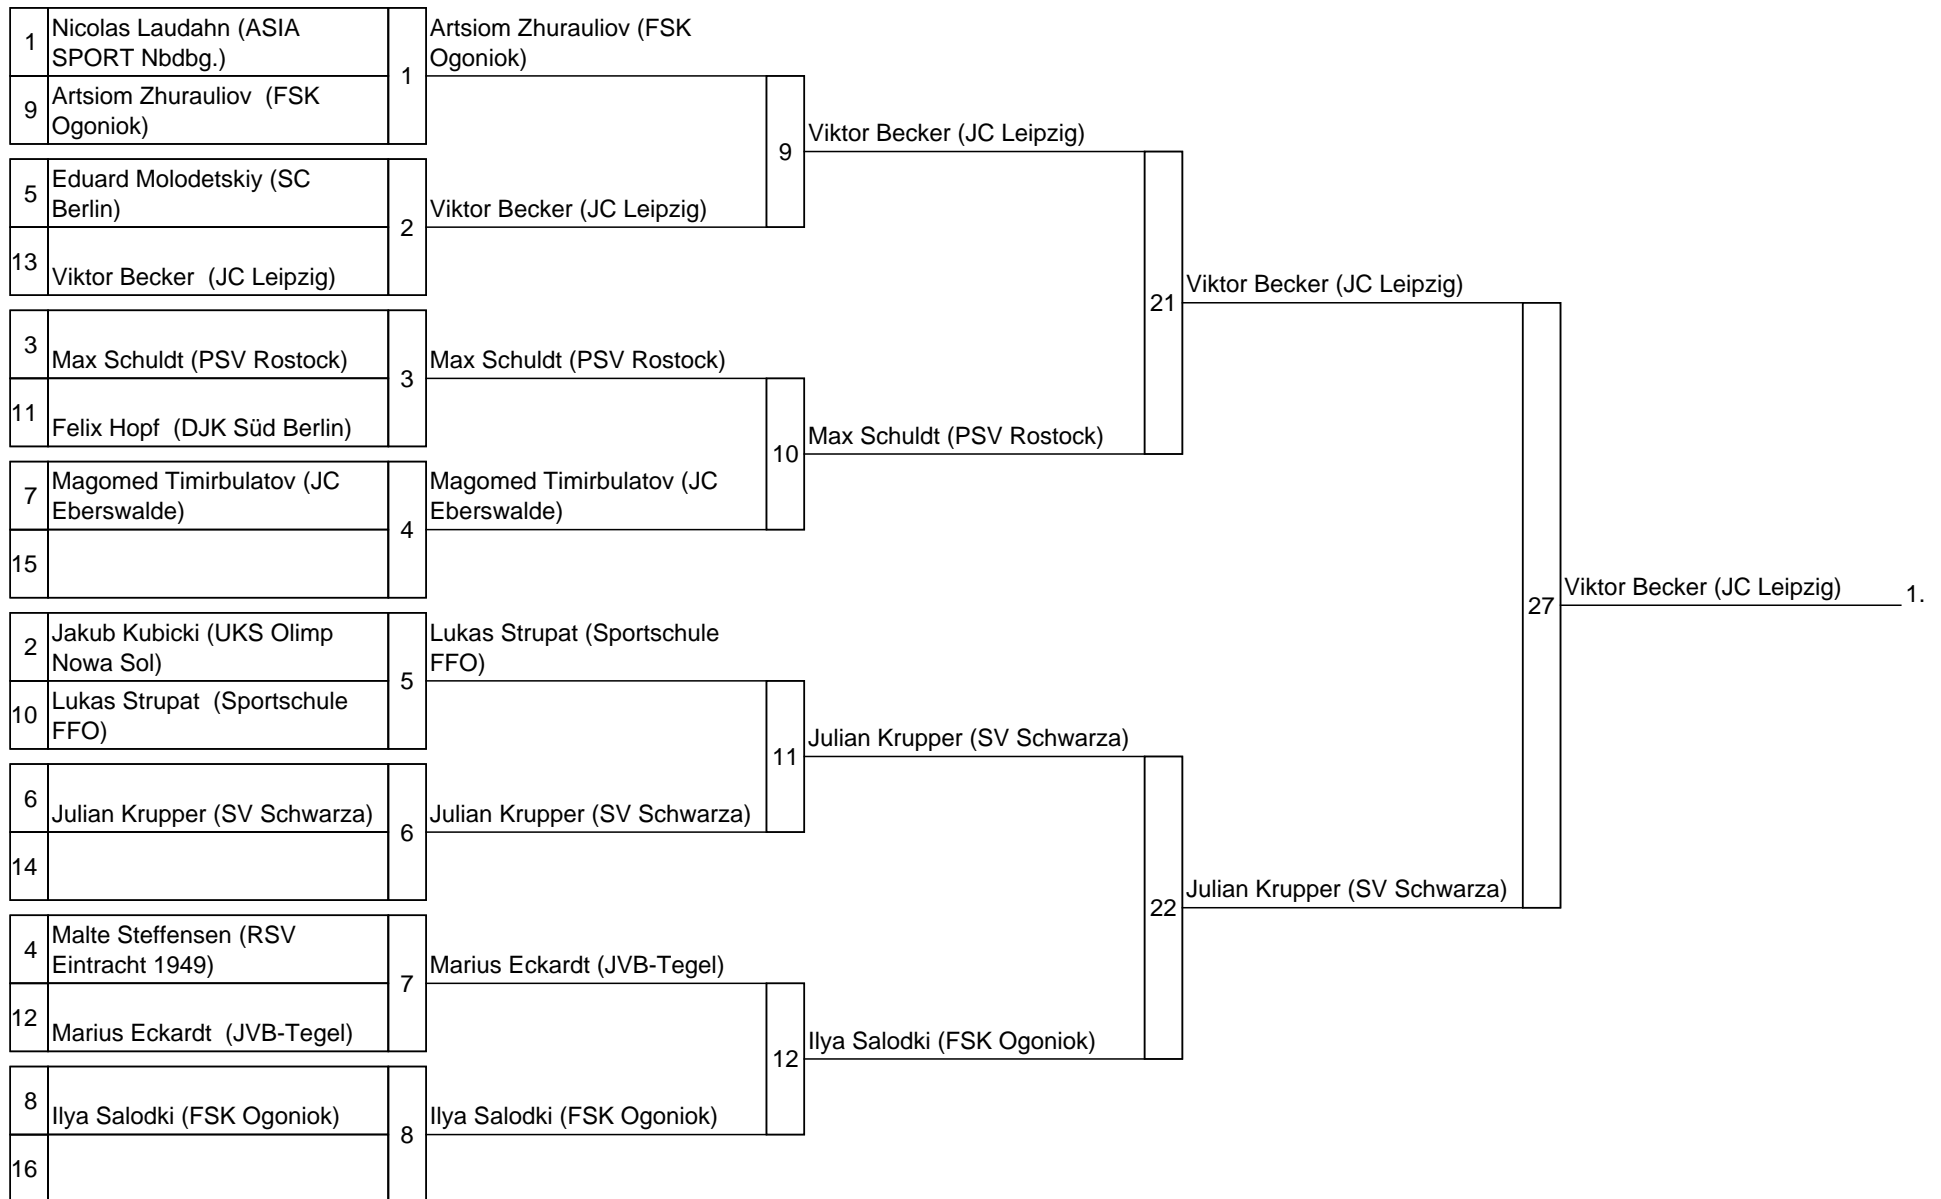 1
Nicolas Laudahn (ASIA
SPORT Nbdbg.)
9
Artsiom Zhurauliov  (FSK
Ogoniok)
1
Artsiom Zhurauliov (FSK
Ogoniok)
5
Eduard Molodetskiy (SC
Berlin)
13
Viktor Becker  (JC Leipzig)
2
Viktor Becker (JC Leipzig)
9
Viktor Becker (JC Leipzig)
3
Max Schuldt (PSV Rostock)
11
Felix Hopf  (DJK Süd Berlin)
3
Max Schuldt (PSV Rostock)
7
Magomed Timirbulatov (JC
Eberswalde)
15
4
Magomed Timirbulatov (JC
Eberswalde)
10
Max Schuldt (PSV Rostock)
21
Viktor Becker (JC Leipzig)
2
Jakub Kubicki (UKS Olimp
Nowa Sol)
10
Lukas Strupat  (Sportschule
FFO)
5
Lukas Strupat (Sportschule
FFO)
6
Julian Krupper (SV Schwarza)
14
6
Julian Krupper (SV Schwarza)
11
Julian Krupper (SV Schwarza)
4
Malte Steffensen (RSV
Eintracht 1949)
12
Marius Eckardt  (JVB-Tegel)
7
Marius Eckardt (JVB-Tegel)
8
Ilya Salodki (FSK Ogoniok)
16
8
Ilya Salodki (FSK Ogoniok)
12
Ilya Salodki (FSK Ogoniok)
22
Julian Krupper (SV Schwarza)
27
Viktor Becker (JC Leipzig)
1.